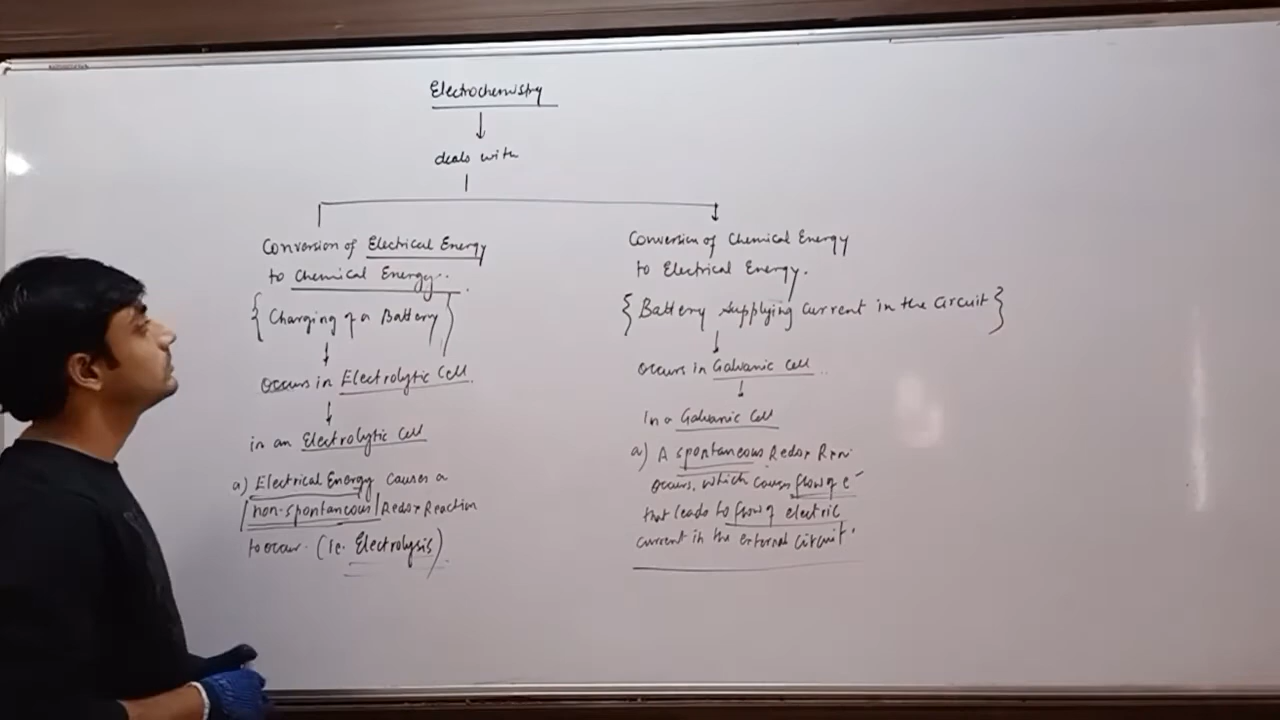 Electrochemistry
deals with
Conversion of Electrical Energy
to Chemical Energy.
{ Charging of a Battery }
Occurs in Electrolytic Cell
in an Electrolytic Cell
a) Electrical Energy causes a
non-spontaneous Redox Reaction
to occur. (ie. Electrolysis).
Conversion of Chemical Energy
to Electrical Energy.
{ Battery supplying current in the circuit }
Occurs in Galvanic Cell
In a Galvanic Cell
a) A spontaneous Redox Rxn
occurs, which causes flow of e⁻
that leads to flow of electric
current in the external circuit.